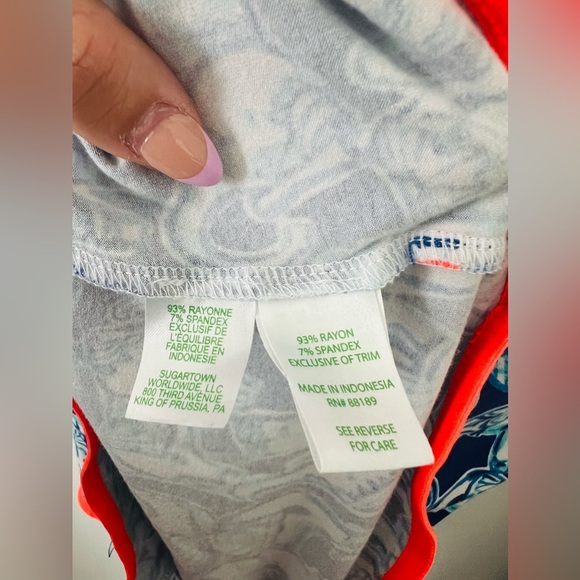 93% RAYONNE
7% SPANDEX
EXCLUSIF DE
L'ÉQUILIBRE
FABRIQUE EN
INDONESIE
SUGARTOWN
WORLDWIDE, LLC
800 THIRD AVENUE
KING OF PRUSSIA, PA
93% RAYON
7% SPANDEX
EXCLUSIVE OF TRIM
MADE IN INDONESIA
RN# 88189
SEE REVERSE
FOR CARE